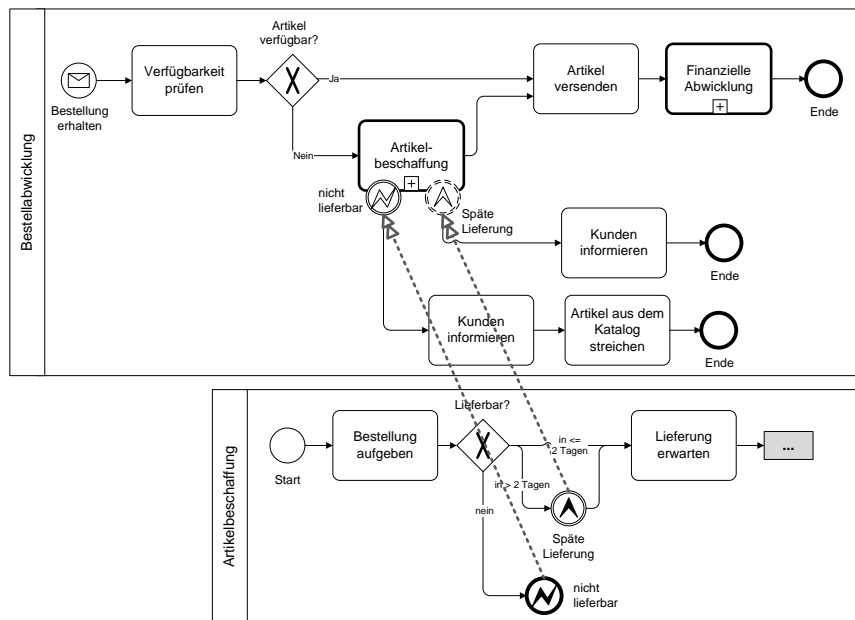 Bestellabwicklung
Artikel
verfügbar?
Bestellung
erhalten
Verfügbarkeit
prüfen
Ja
Nein
Artikel-
beschaffung
nicht
lieferbar
Späte
Lieferung
Artikel
versenden
Finanzielle
Abwicklung
Ende
Kunden
informieren
Ende
Kunden
informieren
Artikel aus dem
Katalog
streichen
Ende
Artikelbeschaffung
Start
Bestellung
aufgeben
Lieferbar?
in <=
2 Tagen
in > 2 Tagen
nein
Lieferung
erwarten
...
Späte
Lieferung
nicht
lieferbar